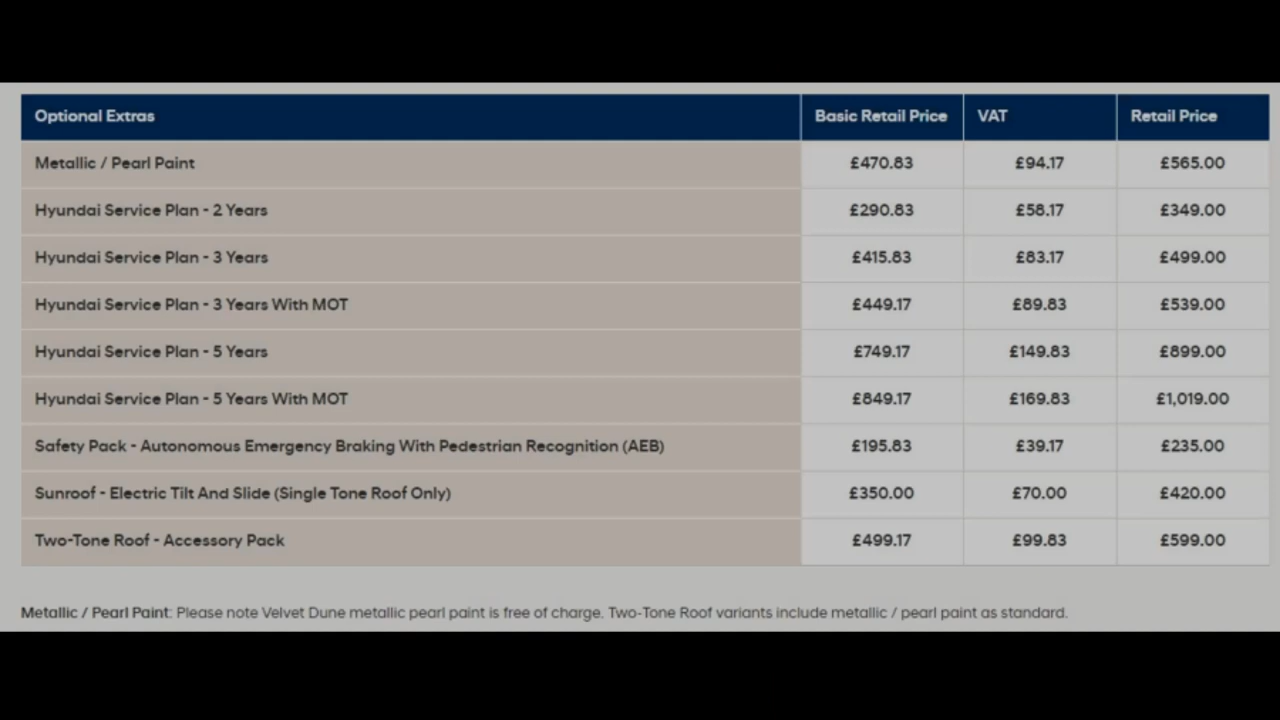 Optional Extras Basic Retail Price VAT Retail Price
Metallic / Pearl Paint £470.83 £94.17 £565.00
Hyundai Service Plan - 2 Years £290.83 £58.17 £349.00
Hyundai Service Plan - 3 Years £415.83 £83.17 £499.00
Hyundai Service Plan - 3 Years With MOT £449.17 £89.83 £539.00
Hyundai Service Plan - 5 Years £749.17 £149.83 £899.00
Hyundai Service Plan - 5 Years With MOT £849.17 £169.83 £1,019.00
Safety Pack - Autonomous Emergency Braking With Pedestrian Recognition (AEB) £195.83 £39.17 £235.00
Sunroof - Electric Tilt And Slide (Single Tone Roof Only) £350.00 £70.00 £420.00
Two-Tone Roof - Accessory Pack £499.17 £99.83 £599.00
Metallic / Pearl Paint: Please note Velvet Dune metallic pearl paint is free of charge. Two-Tone Roof variants include metallic / pearl paint as standard.